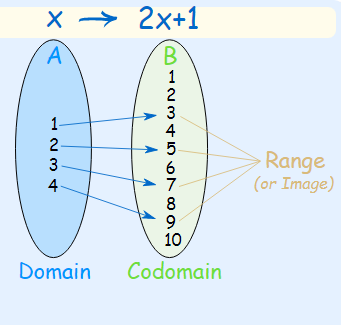 x → 2x+1
A
B
1
2
3
4
1
2
3
4
5
6
7
8
9
10
Range
(or Image)
Domain
Codomain